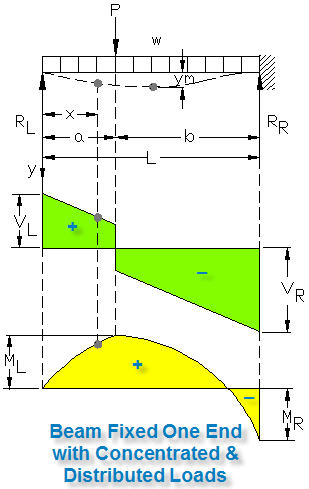 P
w
ym
RL
RR
x
a
b
L
y
VL
+
−
VR
ML
+
−
MR
Beam Fixed One End
with Concentrated &
Distributed Loads